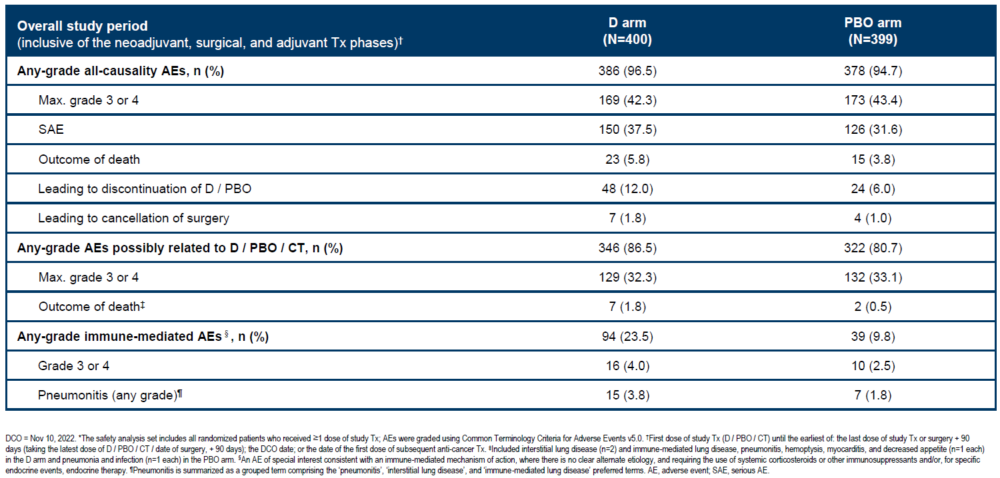 Overall study period
(inclusive of the neoadjuvant, surgical, and adjuvant Tx phases)†
D arm
(N=400)
PBO arm
(N=399)
Any-grade all-causality AEs, n (%) 386 (96.5) 378 (94.7)
Max. grade 3 or 4 169 (42.3) 173 (43.4)
SAE 150 (37.5) 126 (31.6)
Outcome of death 23 (5.8) 15 (3.8)
Leading to discontinuation of D / PBO 48 (12.0) 24 (6.0)
Leading to cancellation of surgery 7 (1.8) 4 (1.0)
Any-grade AEs possibly related to D / PBO / CT, n (%) 346 (86.5) 322 (80.7)
Max. grade 3 or 4 129 (32.3) 132 (33.1)
Outcome of death‡ 7 (1.8) 2 (0.5)
Any-grade immune-mediated AEs§, n (%) 94 (23.5) 39 (9.8)
Grade 3 or 4 16 (4.0) 10 (2.5)
Pneumonitis (any grade)¶ 15 (3.8) 7 (1.8)
DCO = Nov 10, 2022. *The safety analysis set includes all randomized patients who received ≥1 dose of study Tx; AEs were graded using Common Terminology Criteria for Adverse Events v5.0. †First dose of study Tx (D / PBO / CT) until the earliest of: the last dose of study Tx or surgery + 90
days (taking the latest dose of D / PBO / CT / date of surgery, + 90 days); the DCO date; or the date of the first dose of subsequent anti-cancer Tx. ‡Included interstitial lung disease (n=2) and immune-mediated lung disease, pneumonitis, hemoptysis, myocarditis, and decreased appetite (n=1 each)
in the D arm and pneumonia and infection (n=1 each) in the PBO arm. §An AE of special interest consistent with an immune-mediated mechanism of action, where there is no clear alternate etiology, and requiring the use of systemic corticosteroids or other immunosuppressants and/or, for specific
endocrine events, endocrine therapy. ¶Pneumonitis is summarized as a grouped term comprising the ‘pneumonitis’, ‘interstitial lung disease’, and ‘immune-mediated lung disease’ preferred terms. AE, adverse event; SAE, serious AE.